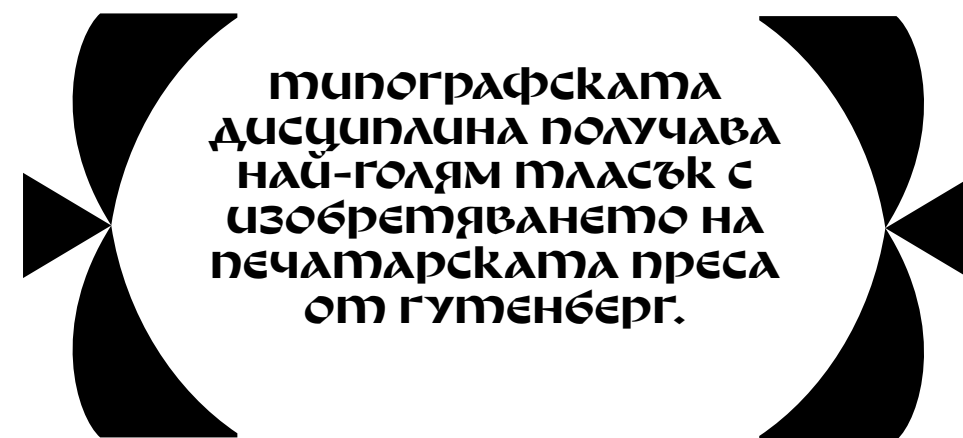 типографската
дисциплина получава
най-голям тласък с
изобретяването на
печатарската преса
от гутенберг.